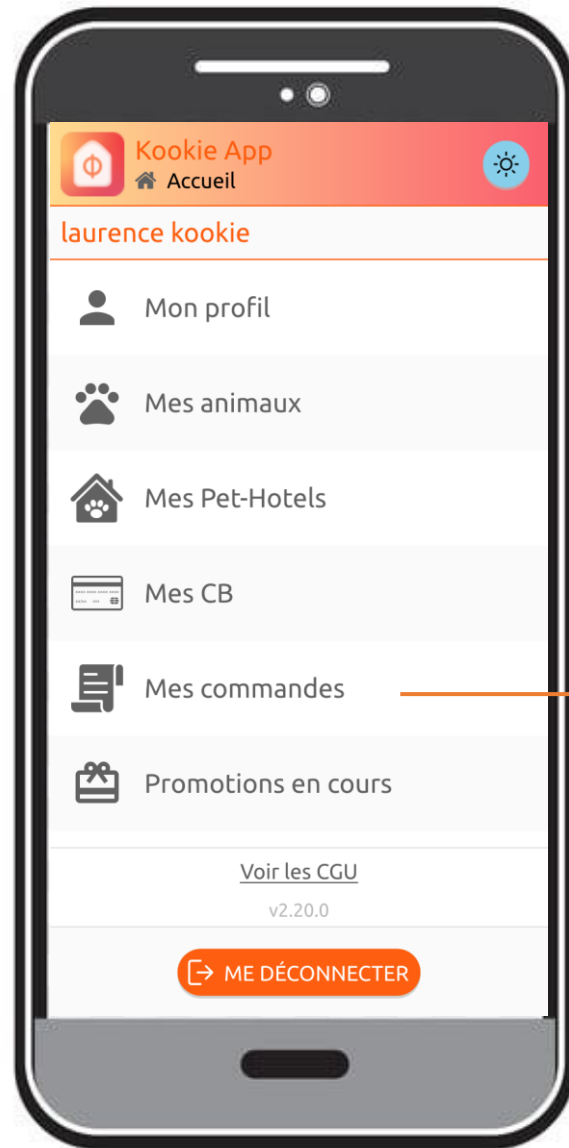 Kookie App
Accueil
laurence kookie
Mon profil
Mes animaux
Mes Pet-Hotels
Mes CB
Mes commandes
Promotions en cours
Voir les CGU
v2.20.0
ME DÉCONNECTER